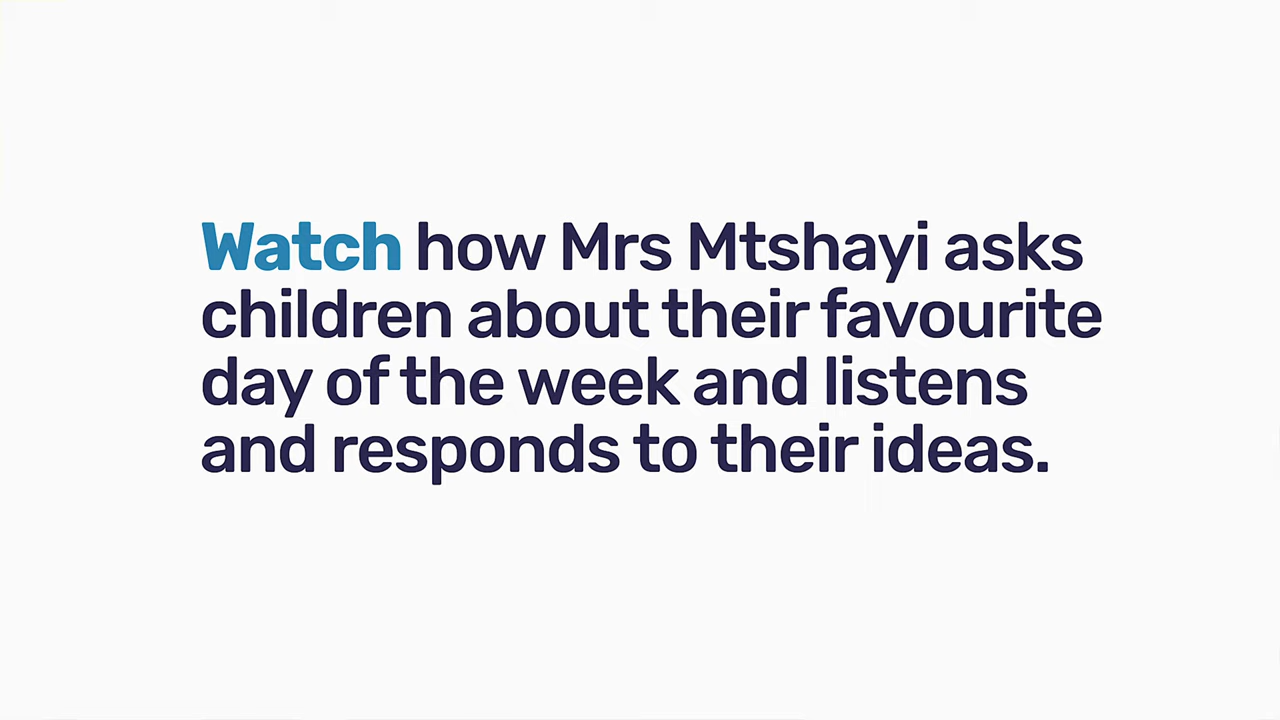 Watch how Mrs Mtshayi asks
children about their favourite
day of the week and listens
and responds to their ideas.